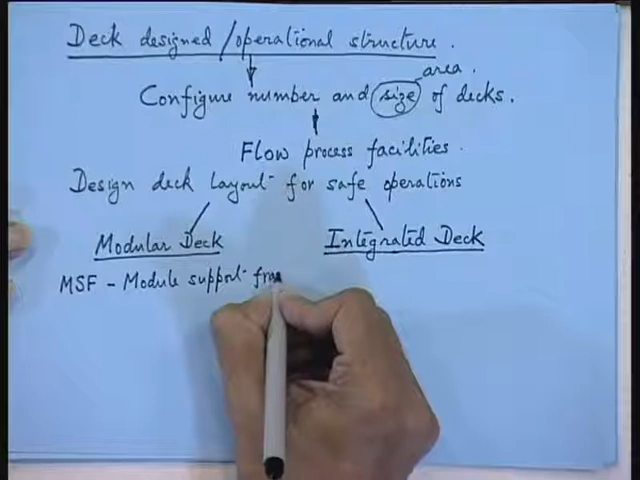 Deck designed / operational structure.
area.
Configure number and size of decks.
Flow process facilities.
Design deck layout for safe operations
Modular Deck Integrated Deck
MSF - Module support